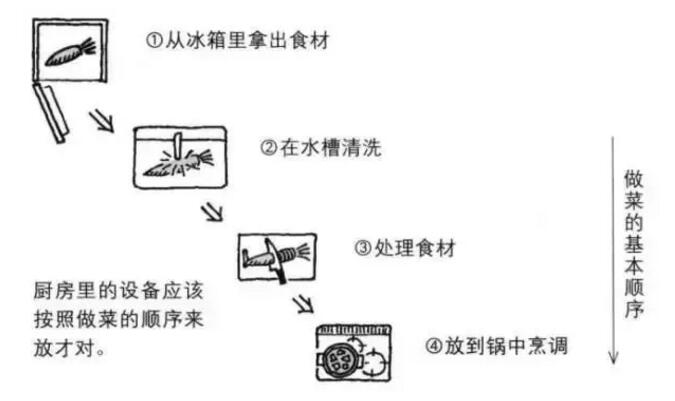 ①从冰箱里拿出食材
②在水槽清洗
③处理食材
④放到锅中烹调
厨房里的设备应该
按照做菜的顺序来
放才对。
做菜的基本顺序